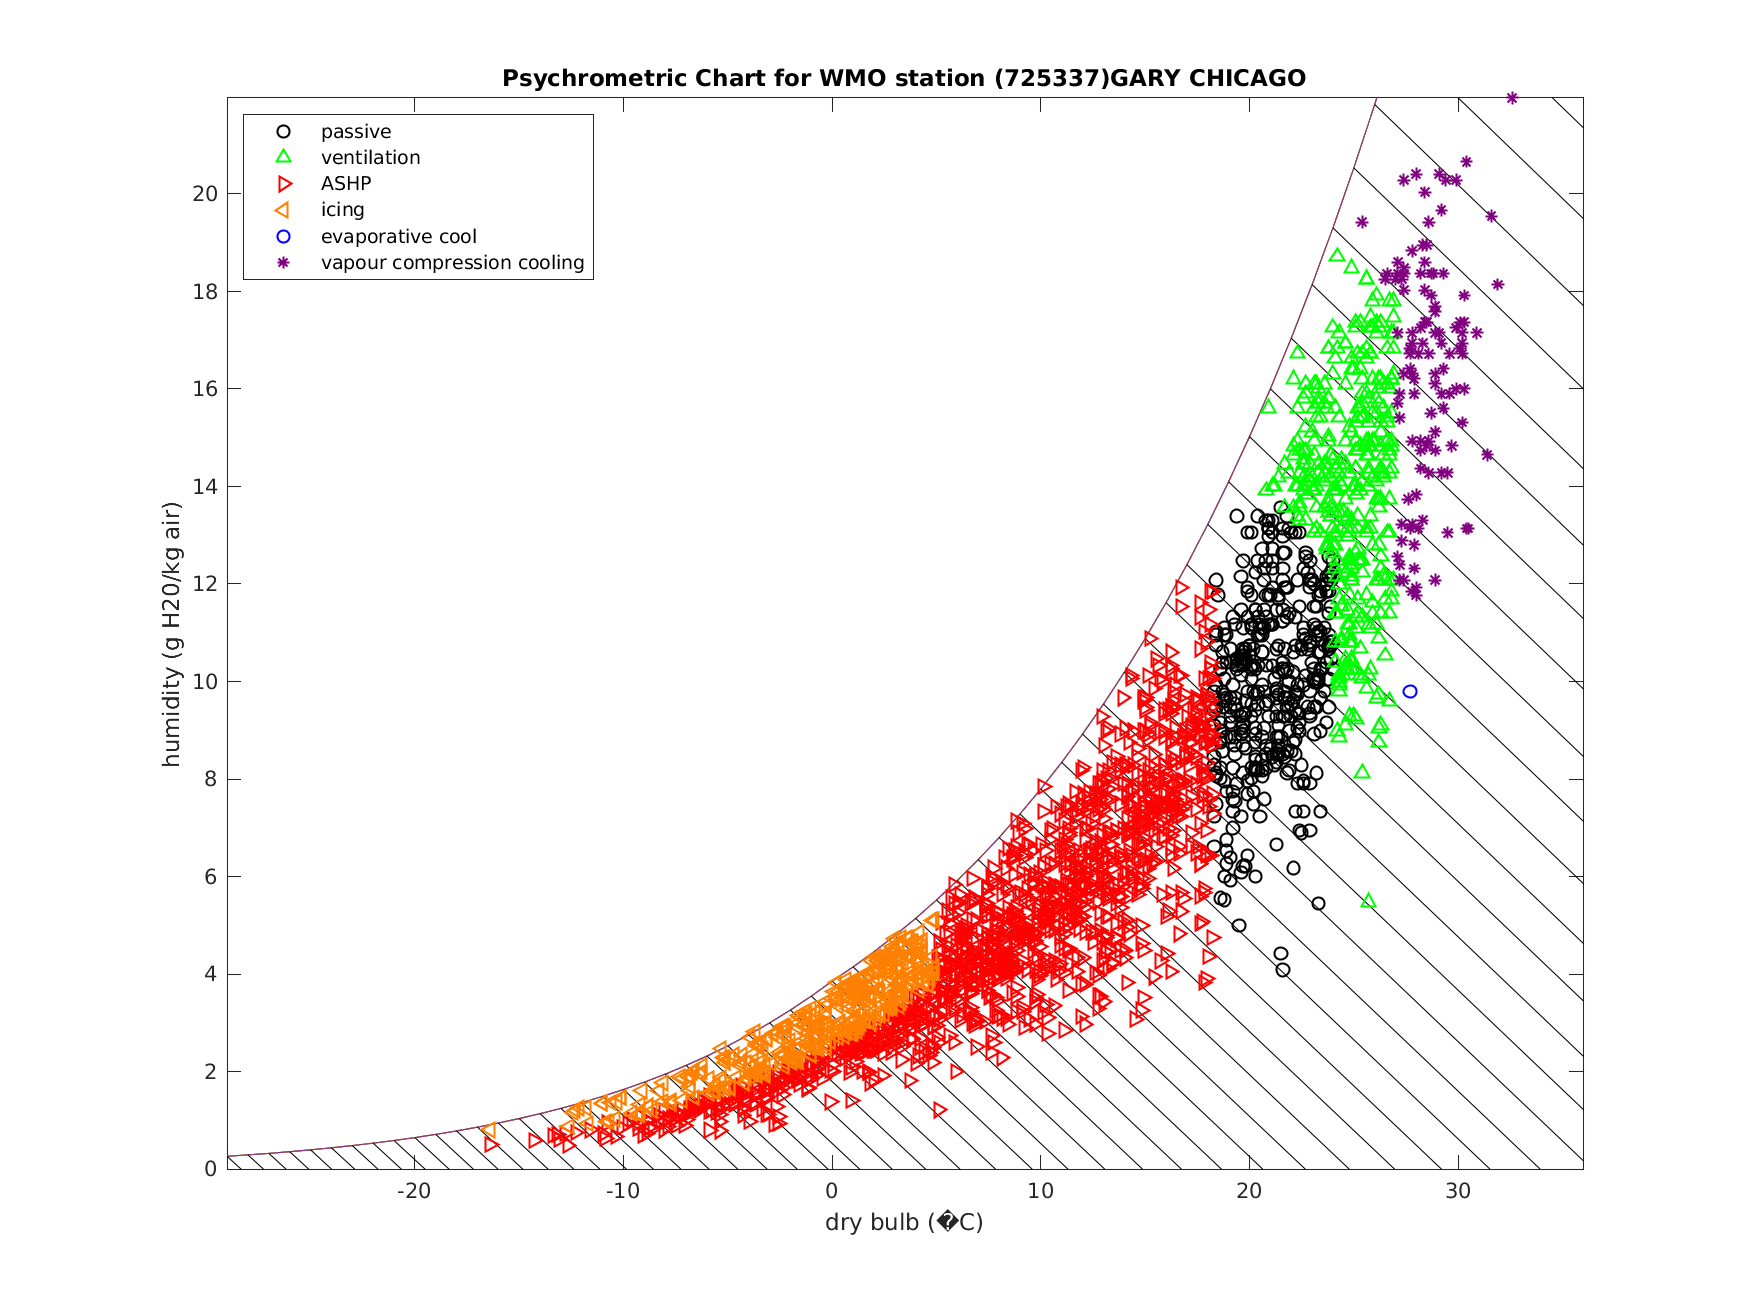 Psychrometric Chart for WMO station (725337)GARY CHICAGO
passive
ventilation
ASHP
icing
evaporative cool
vapour compression cooling
humidity (g H20/kg air)
20
18
16
14
12
10
8
6
4
2
0
-20 -10 0 10 20 30
dry bulb (�C)